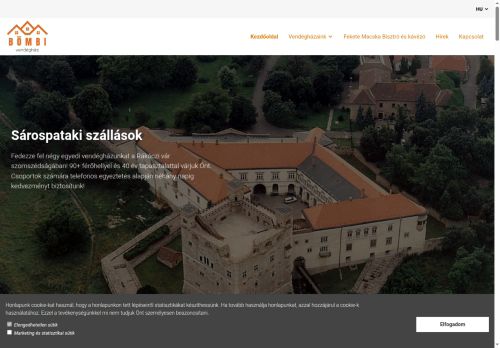 HU
BÖMBI
vendégház
Kezdőoldal
Vendégházaink
Fekete Macska Bisztró és kávézó
Hírek
Kapcsolat
Sárospataki szállások
Fedezze fel négy egyedi vendégházunkat a Rákóczi vár
szomszédságában! 90+ férőhellyel és 40 év tapasztalattal várjuk Önt.
Csoportok számára telefonos egyeztetés alapján néhány napig
kedvezményt biztosítunk!
Honlapunk cookie-kat használ, hogy a honlapunkon tett lépéseiről statisztikákat készíthessünk. Ha tovább használja honlapunkat, azzal hozzájárul a cookie-k
használatához. Ezzel a tevékenységünkkel mi nem tudjuk Önt személyesen beazonosítani.
Elengedhetetlen sütik
Marketing és statisztikai sütik
Elfogadom